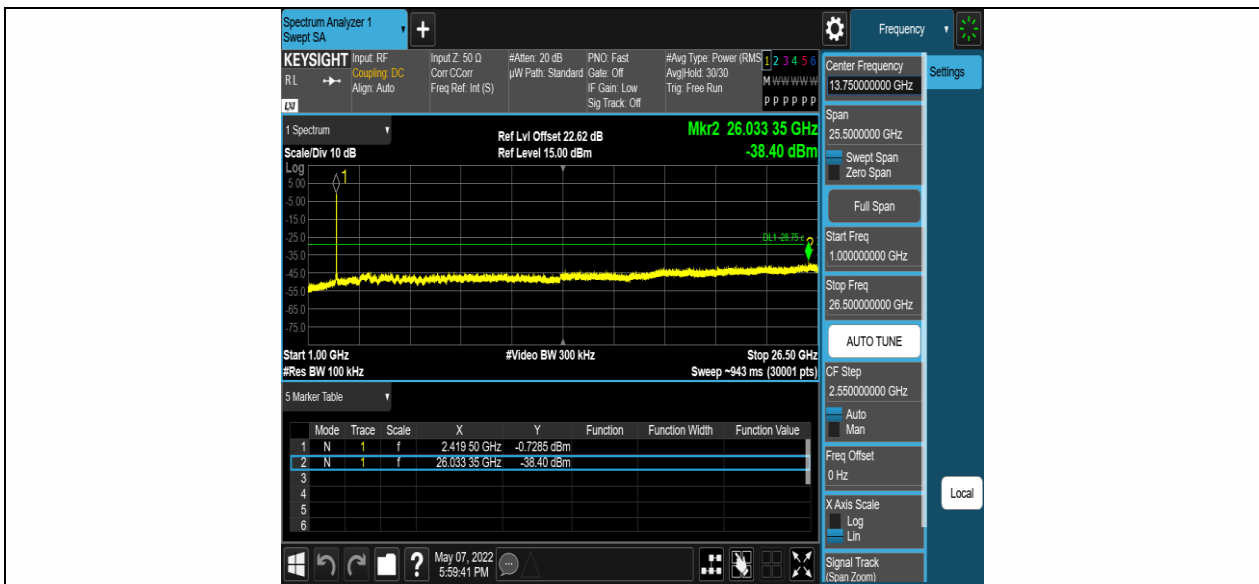 Spectrum Analyzer 1
Swept SA
Frequency
KEYSIGHT
RL
LXI
Input: RF
Coupling: DC
Align: Auto
Input Z: 50 Ω
Corr CCorr
Freq Ref: Int (S)
#Atten: 20 dB
µW Path: Standard
PNO: Fast
Gate: Off
IF Gain: Low
Sig Track: Off
#Avg Type: Power (RMS
Avg|Hold: 30/30
Trig: Free Run
1 2 3 4 5 6
M W W W W W
P P P P P P
1 Spectrum
Scale/Div 10 dB
Ref Lvl Offset 22.62 dB
Ref Level 15.00 dBm
Mkr2 26.033 35 GHz
-38.40 dBm
Log
5.00
-5.00
-15.0
-25.0
-35.0
-45.0
-55.0
-65.0
-75.0
1
2
DL1 -28.75 c
Start 1.00 GHz
#Video BW 300 kHz
Stop 26.50 GHz
#Res BW 100 kHz
Sweep ~943 ms (30001 pts)
5 Marker Table
Mode Trace Scale X Y Function Function Width Function Value
1 N 1 f 2.419 50 GHz -0.7285 dBm
2 N 1 f 26.033 35 GHz -38.40 dBm
3
4
5
6
May 07, 2022
5:59:41 PM
Center Frequency
13.750000000 GHz
Settings
Span
25.5000000 GHz
Swept Span
Zero Span
Full Span
Start Freq
1.000000000 GHz
Stop Freq
26.500000000 GHz
AUTO TUNE
CF Step
2.550000000 GHz
Auto
Man
Freq Offset
0 Hz
Local
X Axis Scale
Log
Lin
Signal Track
(Span Zoom)